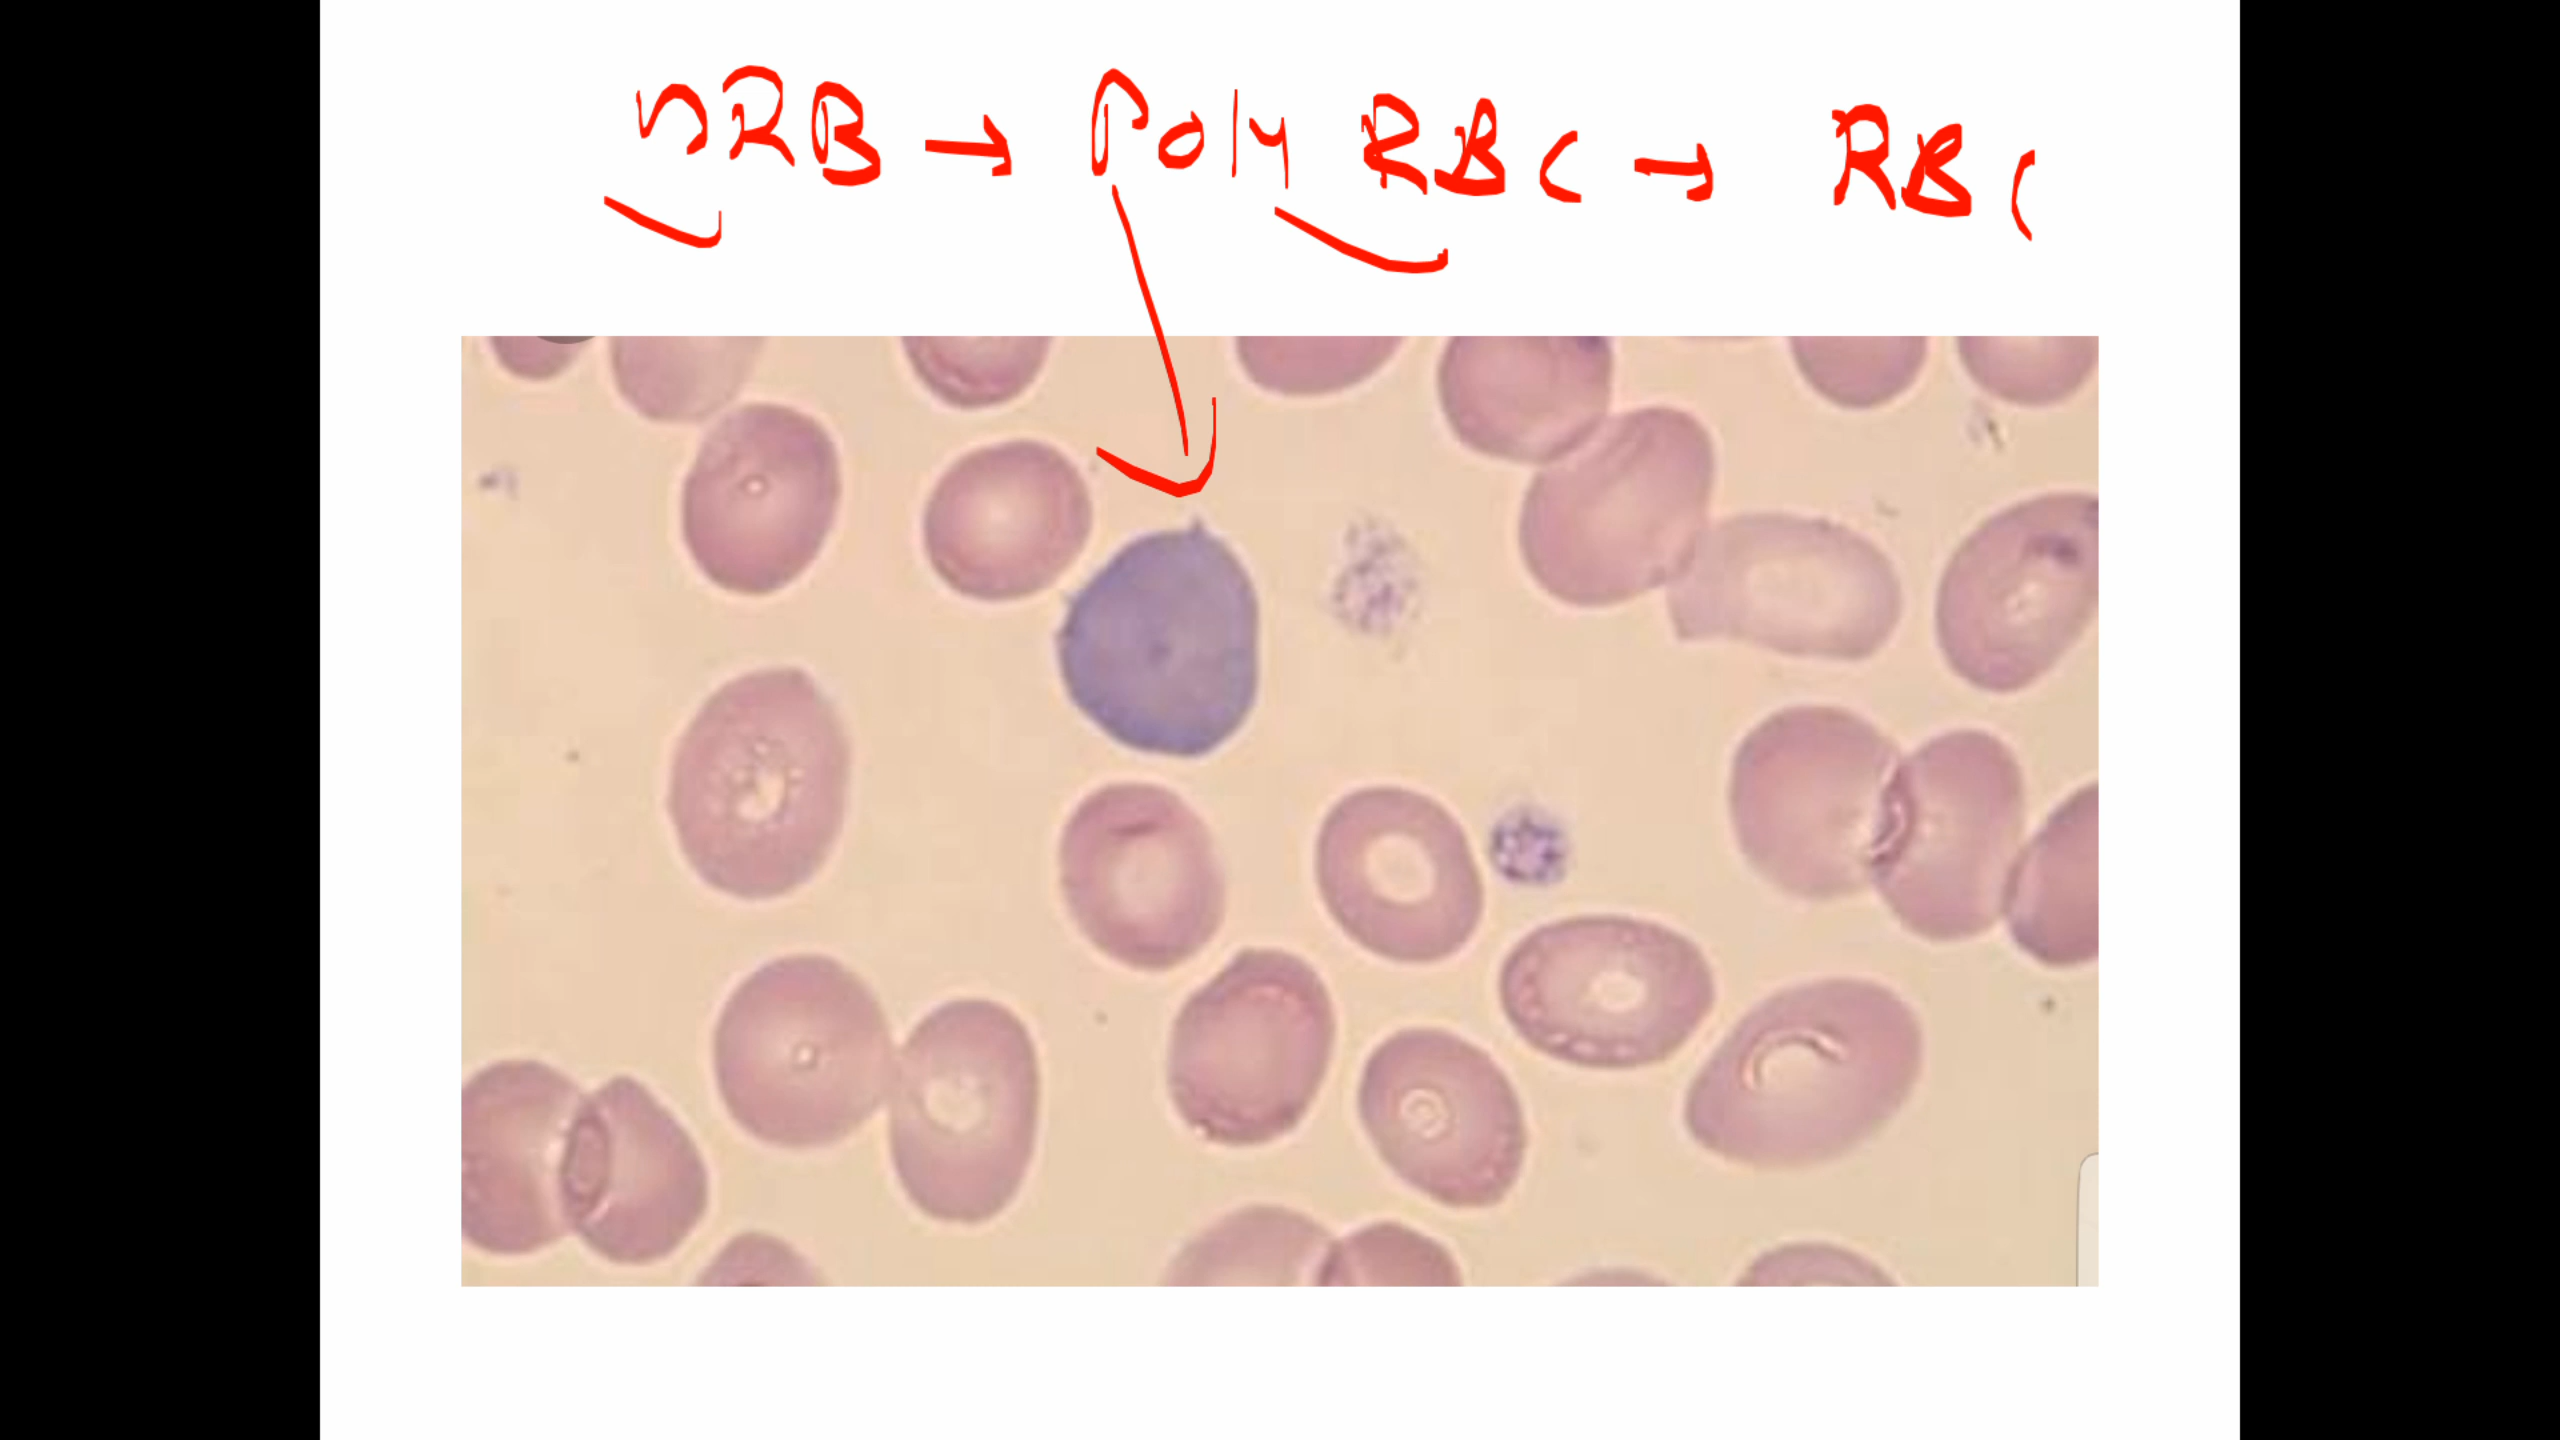 nRB → Poly RBC → RBC